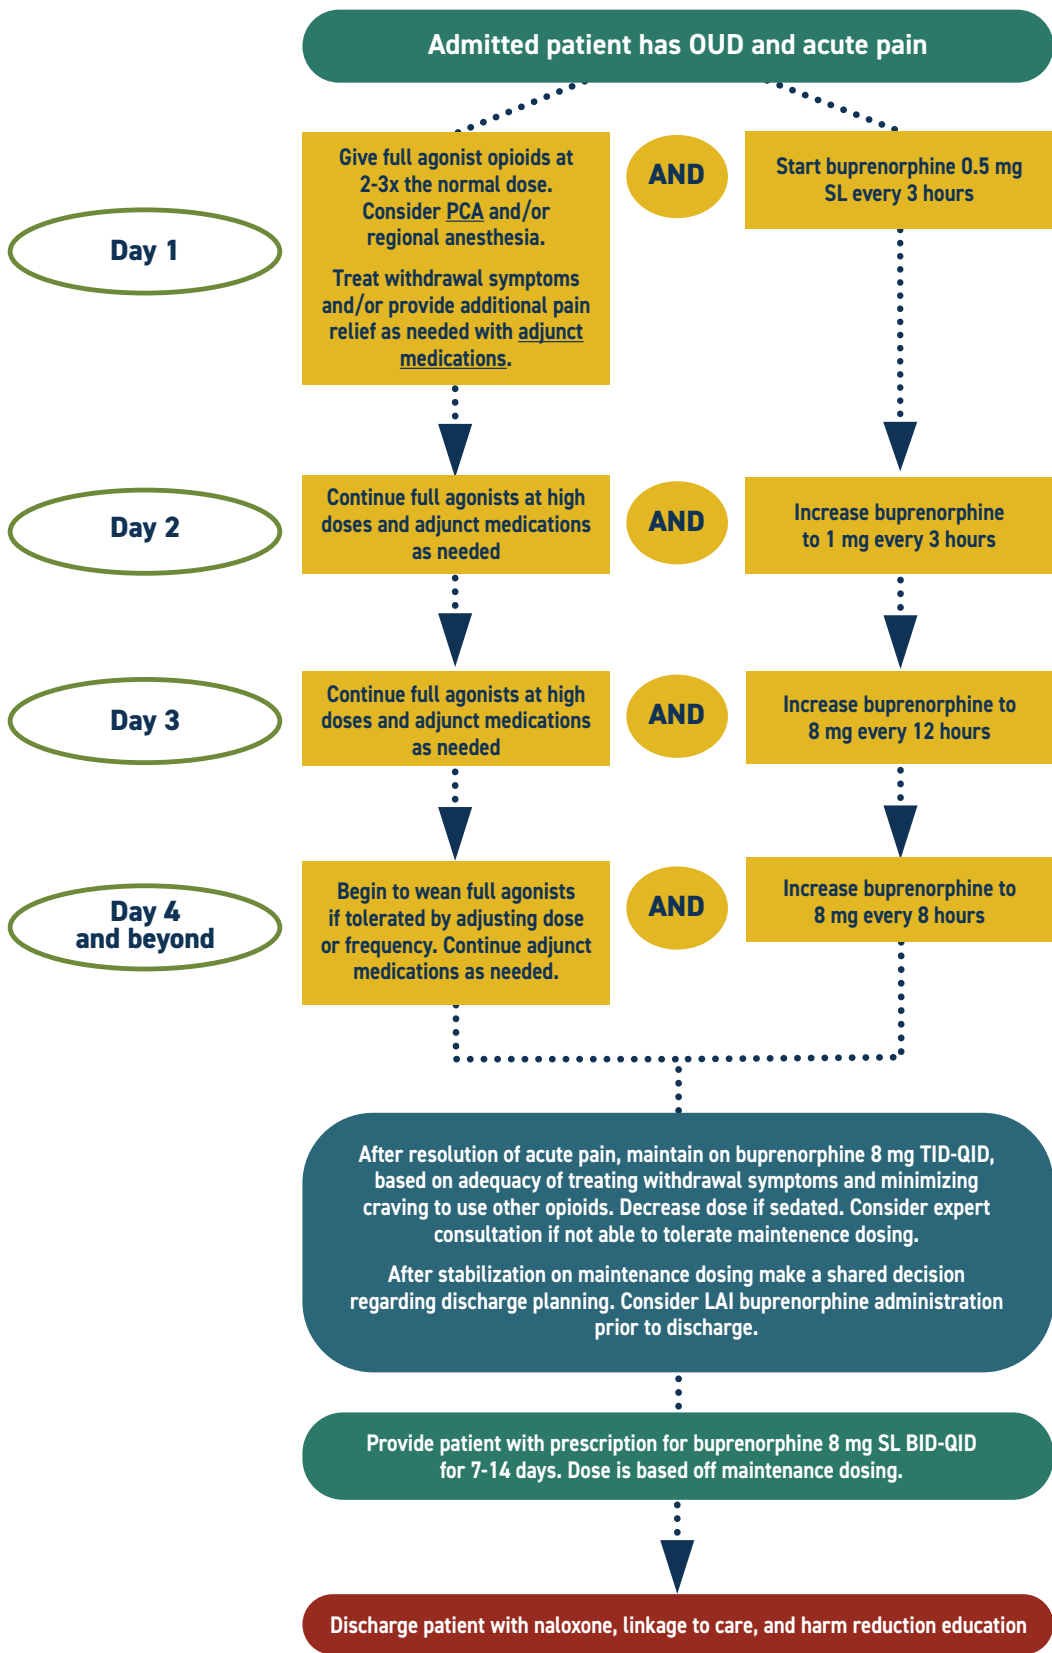 Admitted patient has OUD and acute pain
Day 1
Give full agonist opioids at
2-3x the normal dose.
Consider PCA and/or
regional anesthesia.
Treat withdrawal symptoms
and/or provide additional pain
relief as needed with adjunct
medications.
AND
Start buprenorphine 0.5 mg
SL every 3 hours
Day 2
Continue full agonists at high
doses and adjunct medications
as needed
AND
Increase buprenorphine
to 1 mg every 3 hours
Day 3
Continue full agonists at high
doses and adjunct medications
as needed
AND
Increase buprenorphine to
8 mg every 12 hours
Day 4
and beyond
Begin to wean full agonists
if tolerated by adjusting dose
or frequency. Continue adjunct
medications as needed.
AND
Increase buprenorphine to
8 mg every 8 hours
After resolution of acute pain, maintain on buprenorphine 8 mg TID-QID,
based on adequacy of treating withdrawal symptoms and minimizing
craving to use other opioids. Decrease dose if sedated. Consider expert
consultation if not able to tolerate maintenence dosing.
After stabilization on maintenance dosing make a shared decision
regarding discharge planning. Consider LAI buprenorphine administration
prior to discharge.
Provide patient with prescription for buprenorphine 8 mg SL BID-QID
for 7-14 days. Dose is based off maintenance dosing.
Discharge patient with naloxone, linkage to care, and harm reduction education